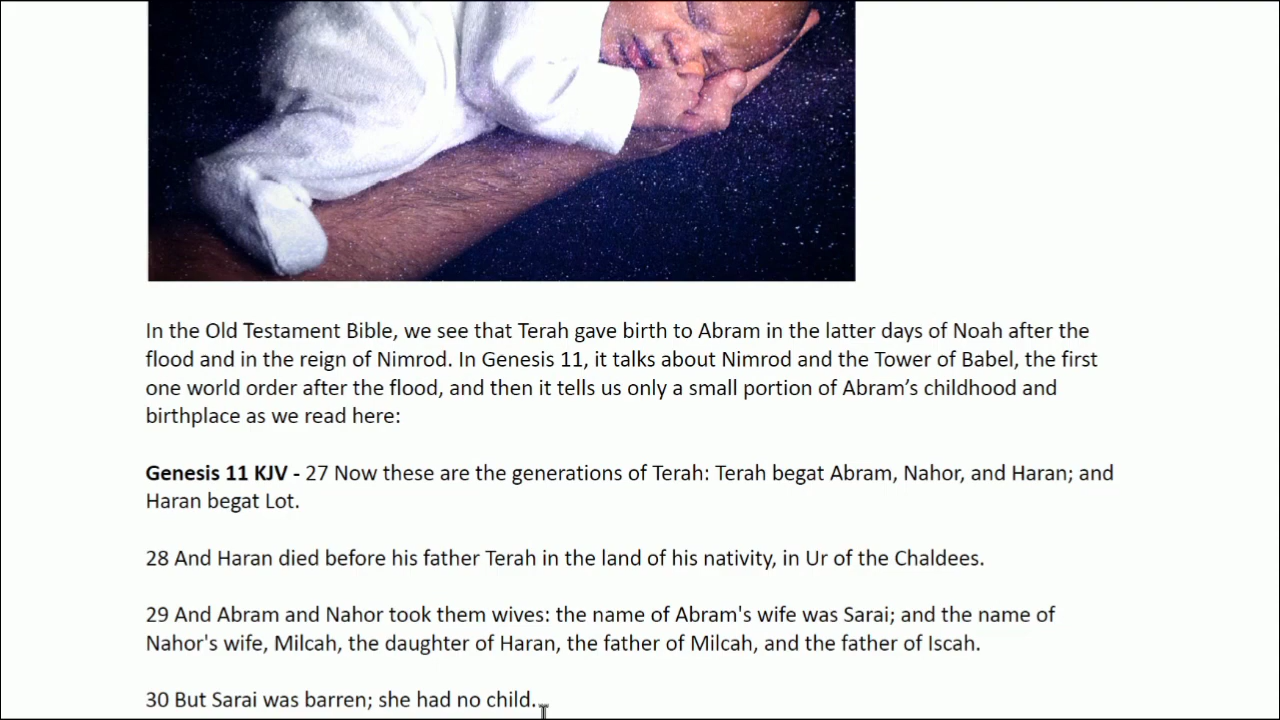 In the Old Testament Bible, we see that Terah gave birth to Abram in the latter days of Noah after the
flood and in the reign of Nimrod. In Genesis 11, it talks about Nimrod and the Tower of Babel, the first
one world order after the flood, and then it tells us only a small portion of Abram’s childhood and
birthplace as we read here:
Genesis 11 KJV - 27 Now these are the generations of Terah: Terah begat Abram, Nahor, and Haran; and
Haran begat Lot.
28 And Haran died before his father Terah in the land of his nativity, in Ur of the Chaldees.
29 And Abram and Nahor took them wives: the name of Abram's wife was Sarai; and the name of
Nahor's wife, Milcah, the daughter of Haran, the father of Milcah, and the father of Iscah.
30 But Sarai was barren; she had no child.